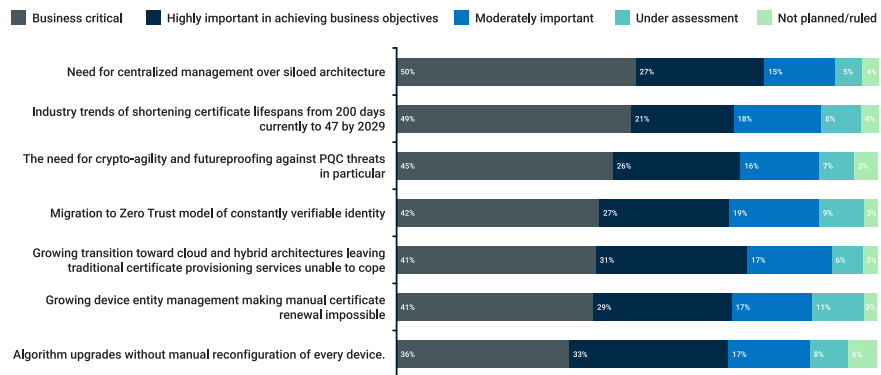 Business critical
Highly important in achieving business objectives
Moderately important
Under assessment
Not planned/ruled
Need for centralized management over siloed architecture
50% 27% 15% 5% 4%
Industry trends of shortening certificate lifespans from 200 days
currently to 47 by 2029
49% 21% 18% 8% 4%
The need for crypto-agility and futureproofing against PQC threats
in particular
45% 26% 16% 7% 5%
Migration to Zero Trust model of constantly verifiable identity
42% 27% 19% 9% 3%
Growing transition toward cloud and hybrid architectures leaving
traditional certificate provisioning services unable to cope
41% 31% 17% 6% 3%
Growing device entity management making manual certificate
renewal impossible
41% 29% 17% 11% 3%
Algorithm upgrades without manual reconfiguration of every device.
36% 33% 17% 8% 6%